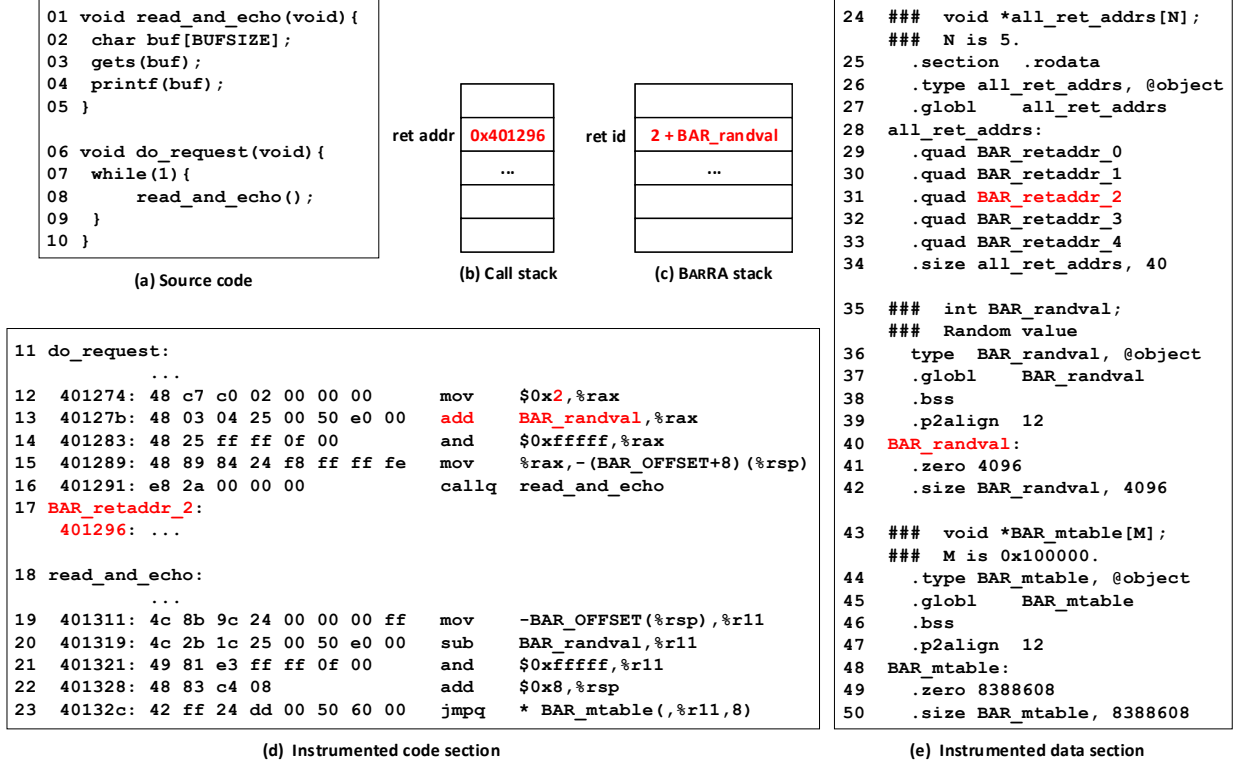 01 void read_and_echo(void){
02  char buf[BUFSIZE];
03  gets(buf);
04  printf(buf);
05 }
06 void do_request(void){
07  while(1){
08      read_and_echo();
09  }
10 }
(a) Source code
ret addr 0x401296
...
(b) Call stack
ret id 2 + BAR_randval
...
(c) BARRA stack
11 do_request:
...
12  401274: 48 c7 c0 02 00 00 00    mov   $0x2,%rax
13  40127b: 48 03 04 25 00 50 e0 00 add   BAR_randval,%rax
14  401283: 48 25 ff ff 0f 00       and   $0xfffff,%rax
15  401289: 48 89 84 24 f8 ff ff fe mov   %rax,-(BAR_OFFSET+8)(%rsp)
16  401291: e8 2a 00 00 00          callq read_and_echo
17 BAR_retaddr_2:
401296: ...
18 read_and_echo:
...
19  401311: 4c 8b 9c 24 00 00 00 ff mov   -BAR_OFFSET(%rsp),%r11
20  401319: 4c 2b 1c 25 00 50 e0 00 sub   BAR_randval,%r11
21  401321: 49 81 e3 ff ff 0f 00    and   $0xfffff,%r11
22  401328: 48 83 c4 08             add   $0x8,%rsp
23  40132c: 42 ff 24 dd 00 50 60 00 jmpq  * BAR_mtable(,%r11,8)
(d) Instrumented code section
24  ###  void *all_ret_addrs[N];
###  N is 5.
25    .section  .rodata
26    .type all_ret_addrs, @object
27    .globl    all_ret_addrs
28  all_ret_addrs:
29    .quad BAR_retaddr_0
30    .quad BAR_retaddr_1
31    .quad BAR_retaddr_2
32    .quad BAR_retaddr_3
33    .quad BAR_retaddr_4
34    .size all_ret_addrs, 40
35  ###  int BAR_randval;
###  Random value
36    type  BAR_randval, @object
37    .globl    BAR_randval
38    .bss
39    .p2align  12
40  BAR_randval:
41    .zero 4096
42    .size BAR_randval, 4096
43  ###  void *BAR_mtable[M];
###  M is 0x100000.
44    .type BAR_mtable, @object
45    .globl    BAR_mtable
46    .bss
47    .p2align  12
48  BAR_mtable:
49    .zero 8388608
50    .size BAR_mtable, 8388608
(e) Instrumented data section